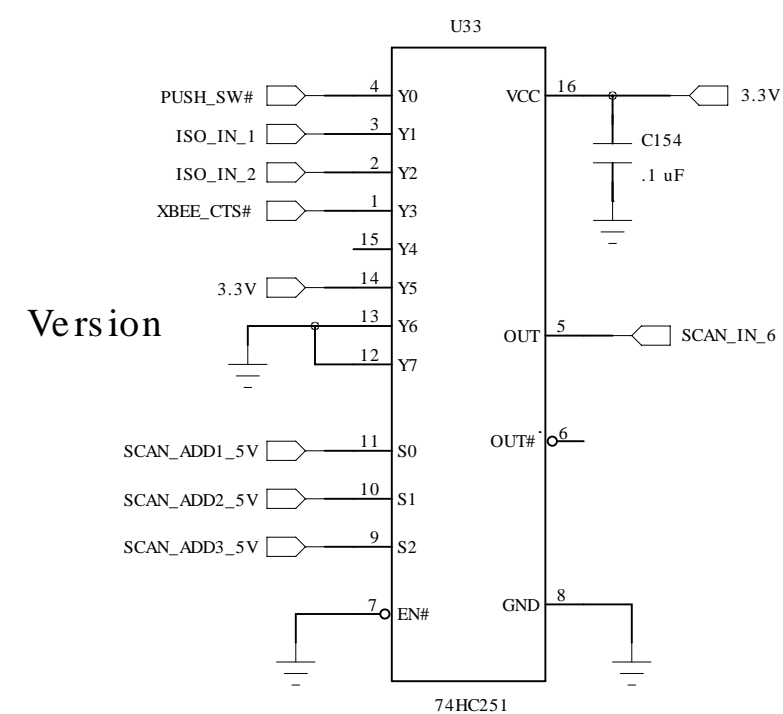 U33
PUSH_SW# 4 Y0 VCC 16 3.3V
ISO_IN_1 3 Y1
C154
ISO_IN_2 2 Y2
.1 uF
XBEE_CTS# 1 Y3
15 Y4
3.3V 14 Y5
Version
13 Y6
OUT 5 SCAN_IN_6
12 Y7
SCAN_ADD1_5V 11 S0
OUT# 6
SCAN_ADD2_5V 10 S1
SCAN_ADD3_5V 9 S2
7 EN#
GND 8
74HC251